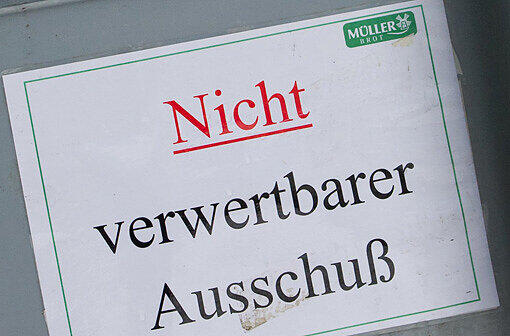 MÜLLER
BROT
Nicht
verwertbarer
Ausschuß